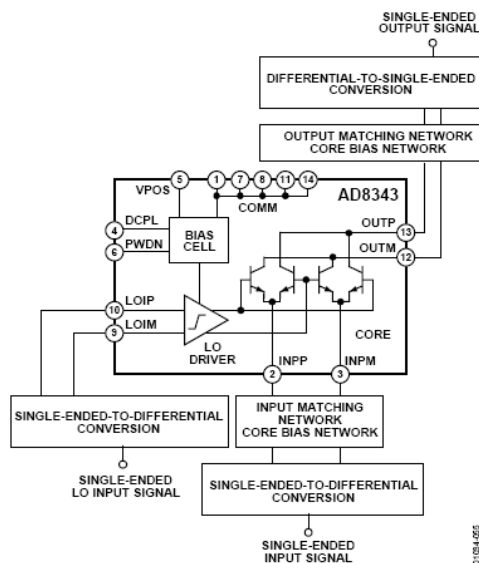 SINGLE-ENDED
OUTPUT SIGNAL
DIFFERENTIAL-TO-SINGLE-ENDED
CONVERSION
OUTPUT MATCHING NETWORK
CORE BIAS NETWORK
5
1
7
8
11
14
AD8343
VPOS
COMM
4
DCPL
6
PWDN
BIAS
CELL
OUTP
13
OUTM
12
10
LOIP
9
LOIM
LO
DRIVER
CORE
INPP
INPM
2
3
SINGLE-ENDED-TO-DIFFERENTIAL
CONVERSION
INPUT MATCHING
NETWORK
CORE BIAS NETWORK
SINGLE-ENDED
LO INPUT SIGNAL
SINGLE-ENDED-TO-DIFFERENTIAL
CONVERSION
SINGLE-ENDED
INPUT SIGNAL